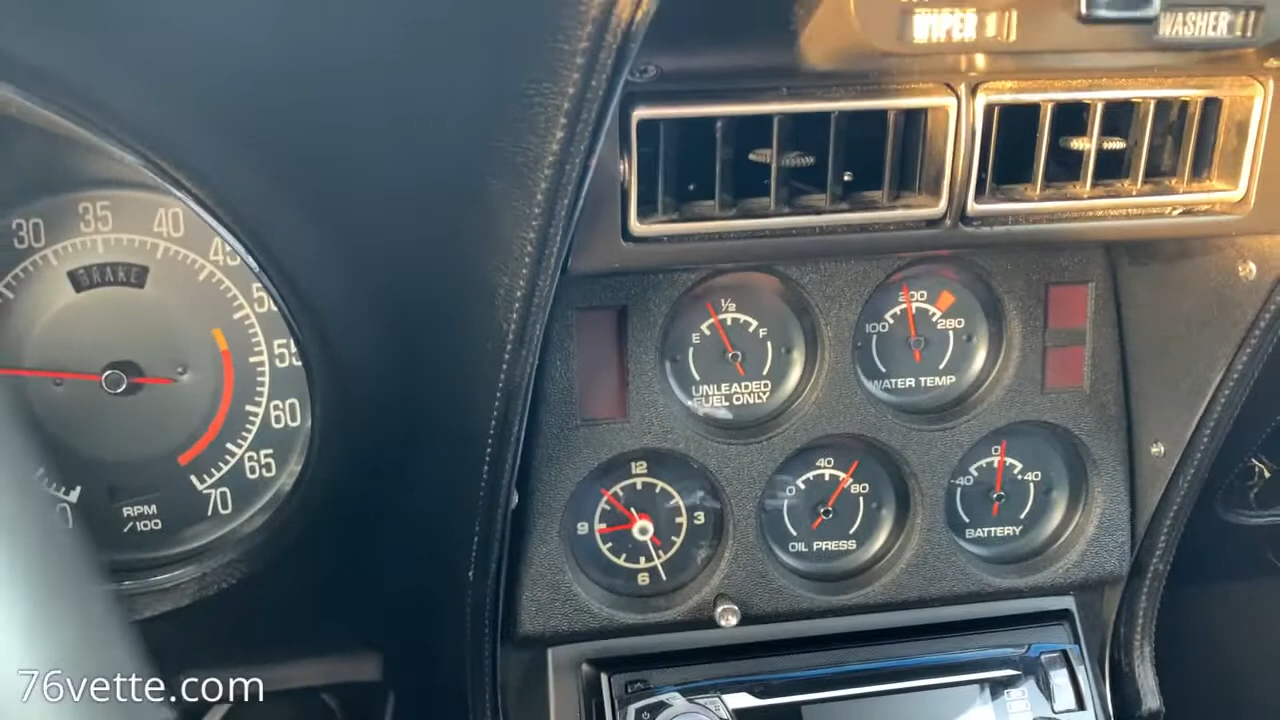 WIPER
WASHER
30 35 40 45 50 55 60 65 70
BRAKE
RPM
/100
E 1/2 F
UNLEADED
FUEL ONLY
100 200 280
WATER TEMP
12
9 3
6
0 40 80
OIL PRESS
-40 0 +40
BATTERY
76vette.com